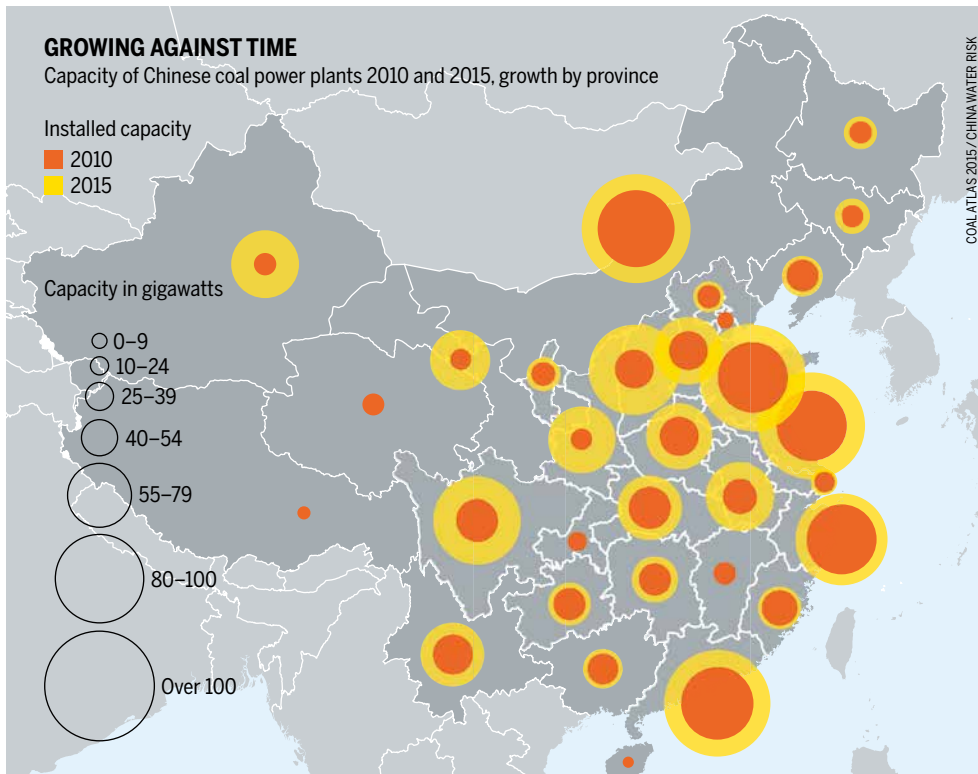 GROWING AGAINST TIME
Capacity of Chinese coal power plants 2010 and 2015, growth by province
Installed capacity
2010
2015
Capacity in gigawatts
0–9
10–24
25–39
40–54
55–79
80–100
Over 100
COAL ATLAS 2015 / CHINA WATER RISK